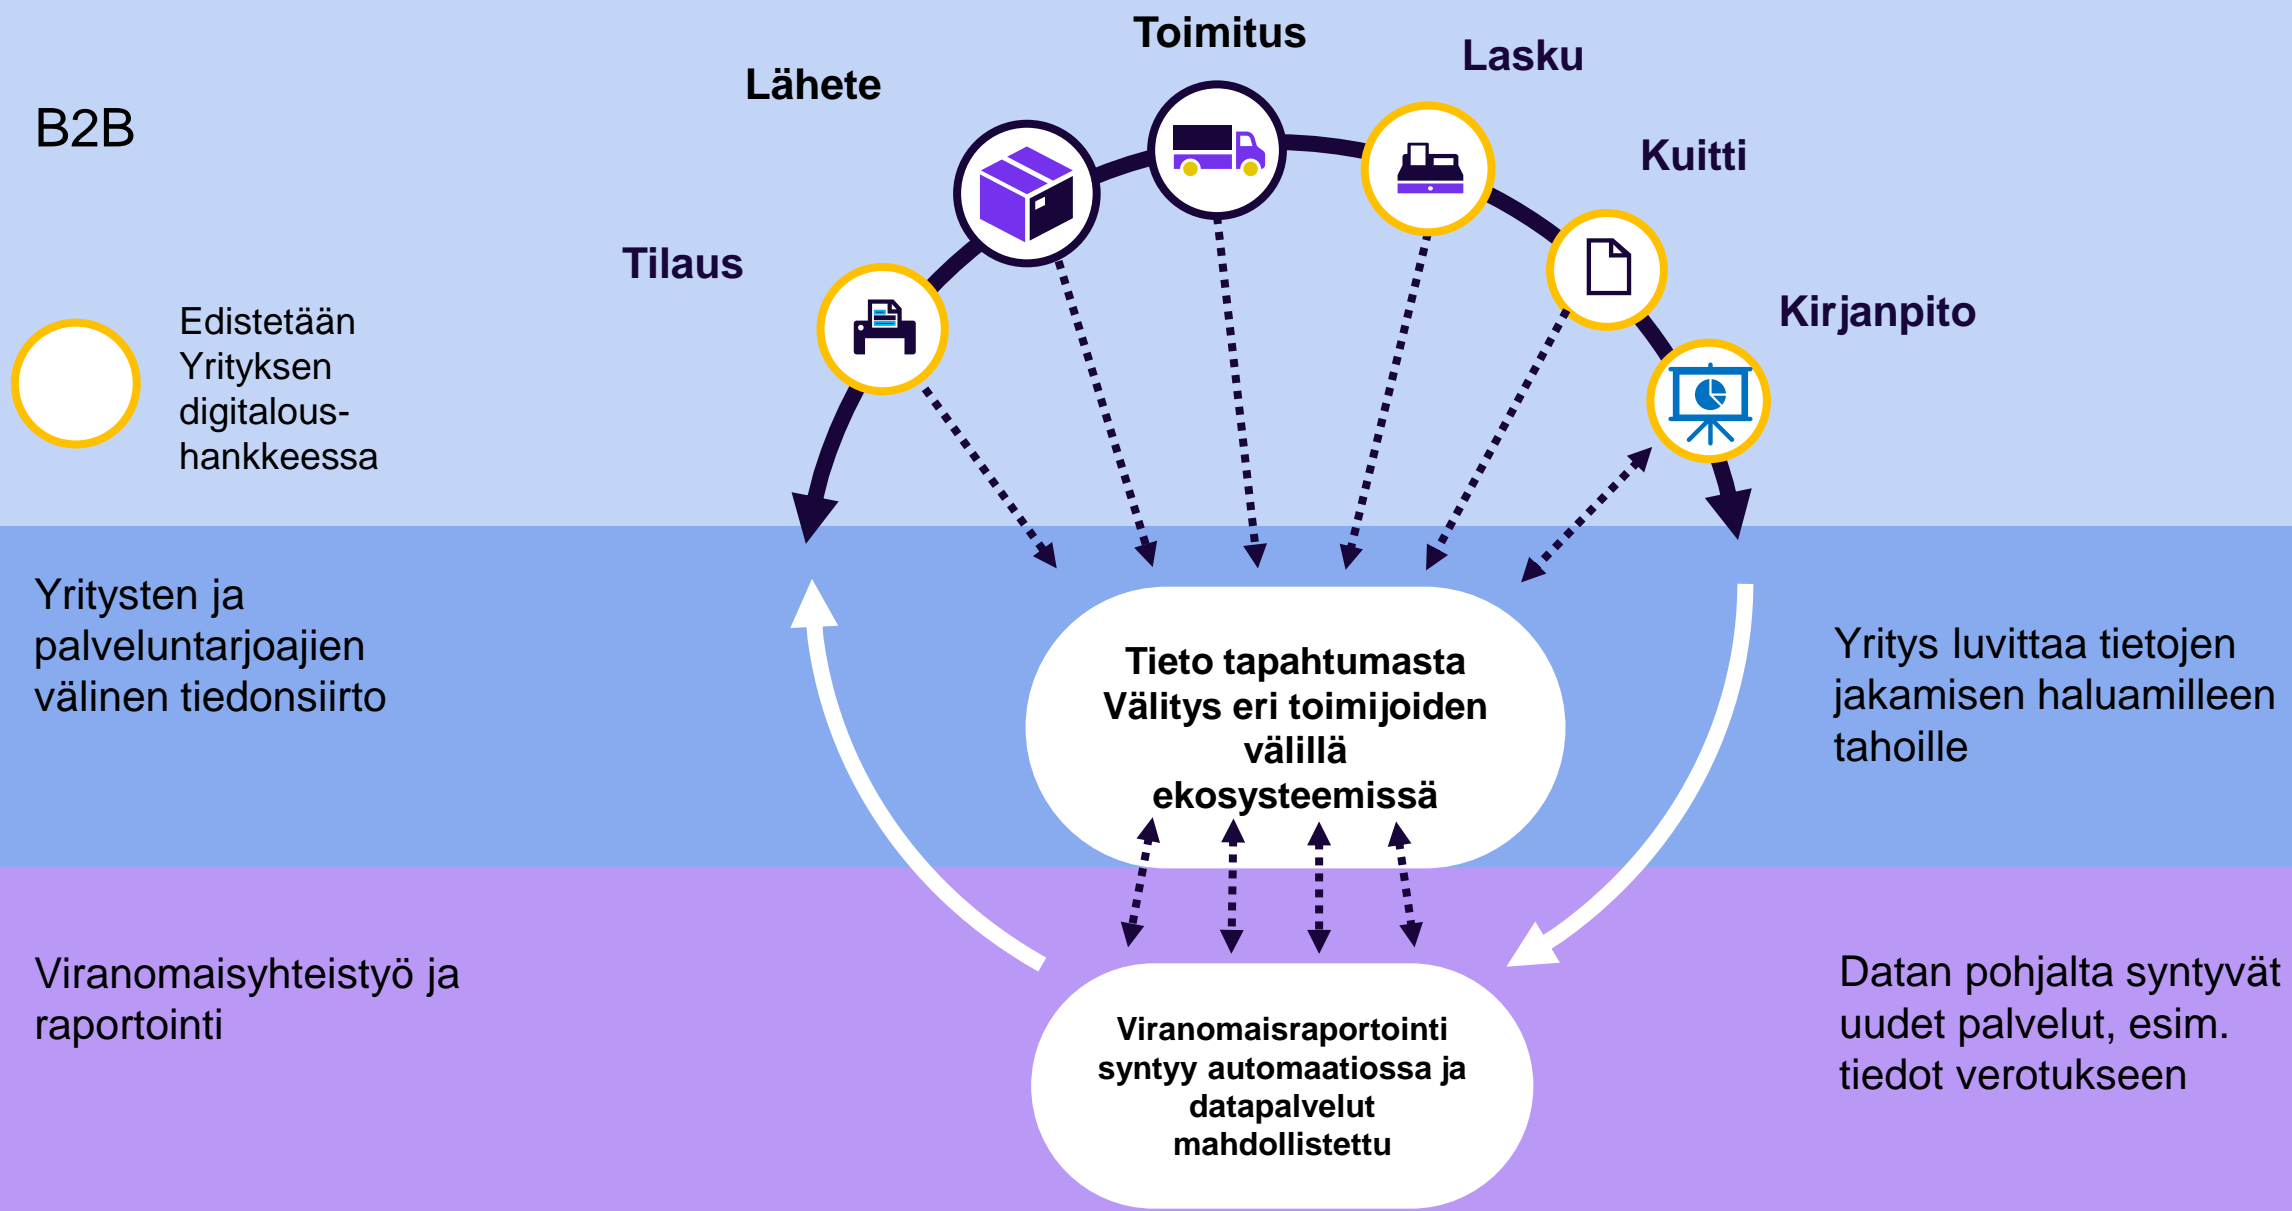 Toimitus
Lasku
Lähete
B2B
Kuitti
Tilaus
Kirjanpito
Edistetään
Yrityksen
digitalous-
hankkeessa
Yritysten ja
palveluntarjoajien
välinen tiedonsiirto
Tieto tapahtumasta
Välitys eri toimijoiden
välillä
ekosysteemissä
Yritys luvittaa tietojen
jakamisen haluamilleen
tahoille
Viranomaisyhteistyö ja
raportointi
Viranomaisraportointi
syntyy automaatiossa ja
datapalvelut
mahdollistettu
Datan pohjalta syntyvät
uudet palvelut, esim.
tiedot verotukseen